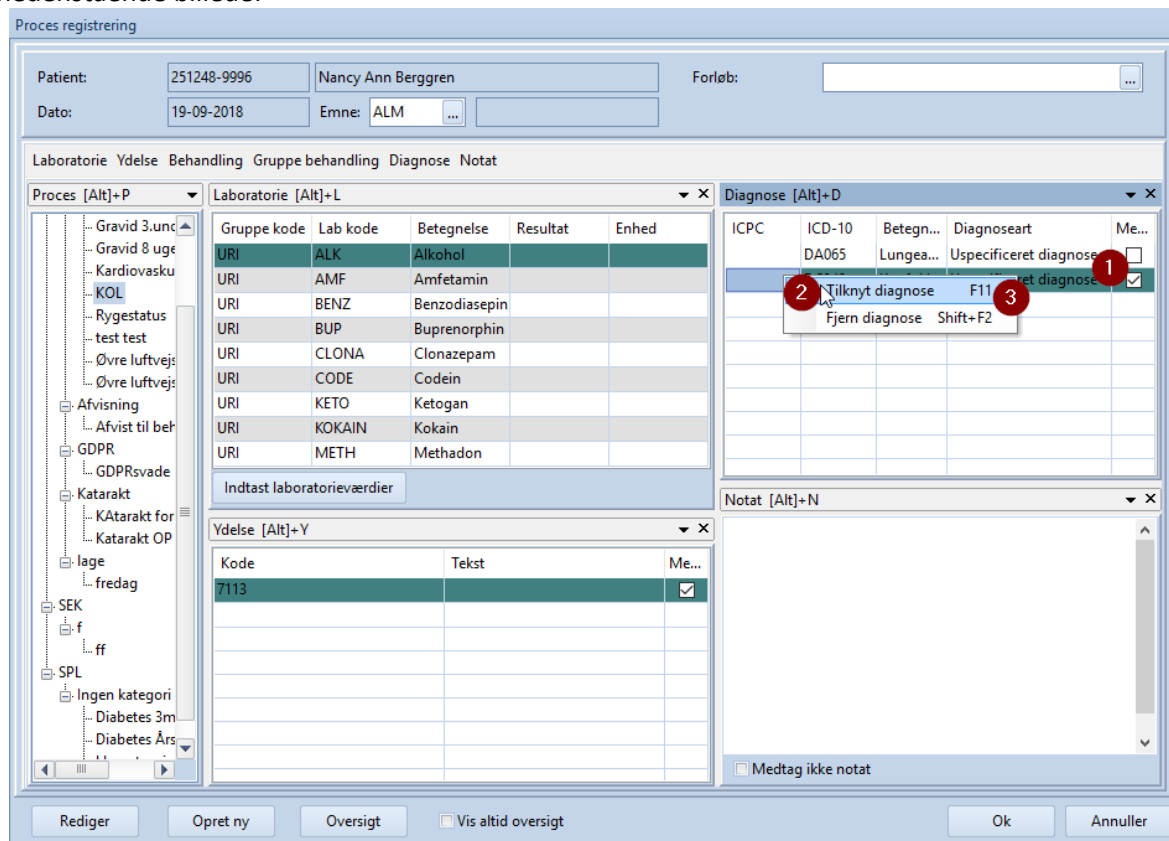 Proces registrering
Patient: 251248-9996 Nancy Ann Berggren Forløb: ...
Dato: 19-09-2018 Emne: ALM ...
Laboratorie Ydelse Behandling Gruppe behandling Diagnose Notat
Proces [Alt]+P
Gravid 3.und
Gravid 8 uge
Kardiovasku
KOL
Rygestatus
test test
Øvre luftvejs
Øvre luftvejs
Afvisning
Afvist til beh
GDPR
GDPRsvade
Katarakt
KAtarakt for
Katarakt OP
lage
fredag
SEK
f
ff
SPL
Ingen kategori
Diabetes 3m
Diabetes Års
Laboratorie [Alt]+L
Gruppe kode Lab kode Betegnelse Resultat Enhed
URI ALK Alkohol
URI AMF Amfetamin
URI BENZ Benzodiasepin
URI BUP Buprenorphin
URI CLONA Clonazepam
URI CODE Codein
URI KETO Ketogan
URI KOKAIN Kokain
URI METH Methadon
Indtast laboratorieværdier
Ydelse [Alt]+Y
Kode Tekst Me...
7113
Diagnose [Alt]+D
ICPC ICD-10 Betegn... Diagnoseart Me...
DA065 Lungea... Uspecificeret diagnose
et diagnose 1
2 Tilknyt diagnose F11 3
Fjern diagnose Shift+F2
Notat [Alt]+N
Medtag ikke notat
Rediger Opret ny Oversigt Vis altid oversigt Ok Annuller